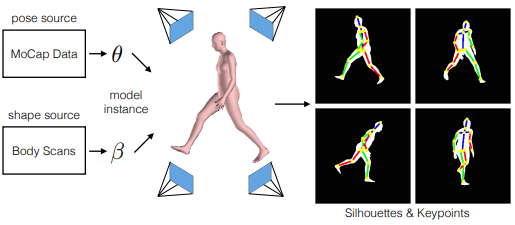 pose source
MoCap Data
θ
model
instance
shape source
Body Scans
β
Silhouettes & Keypoints